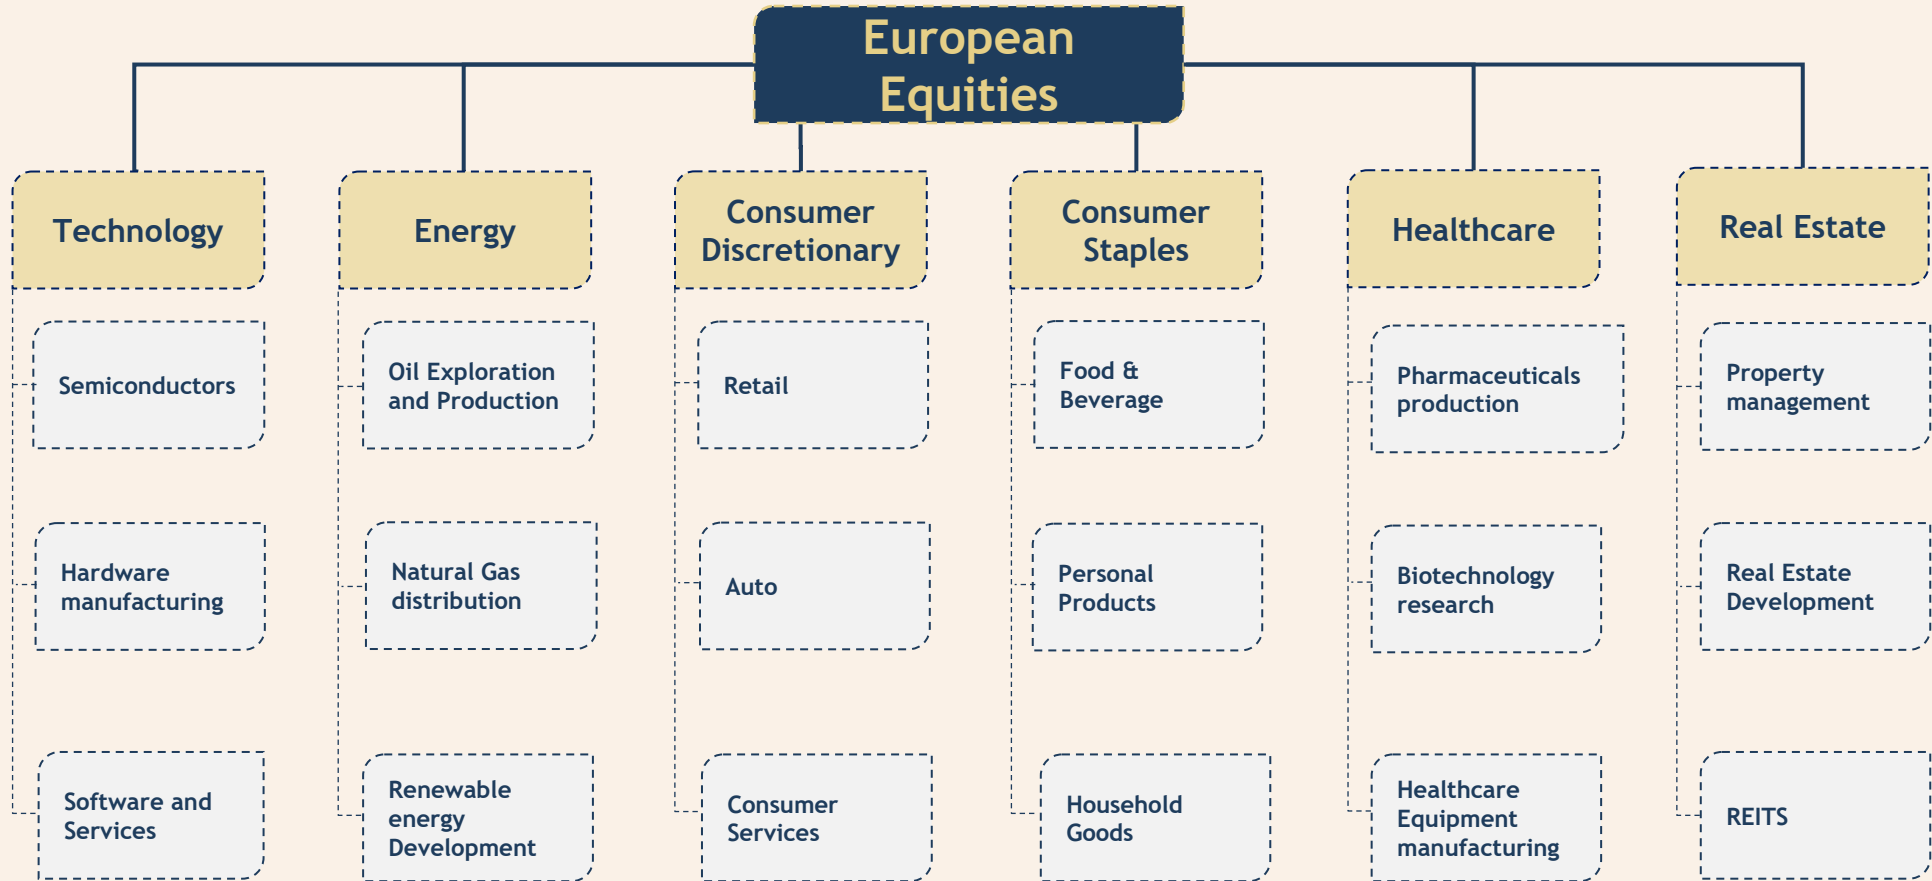 European
Equities
Technology
Energy
Consumer
Discretionary
Consumer
Staples
Healthcare
Real Estate
Semiconductors
Oil Exploration
and Production
Retail
Food &
Beverage
Pharmaceuticals
production
Property
management
Hardware
manufacturing
Natural Gas
distribution
Auto
Personal
Products
Biotechnology
research
Real Estate
Development
Software and
Services
Renewable
energy
Development
Consumer
Services
Household
Goods
Healthcare
Equipment
manufacturing
REITS